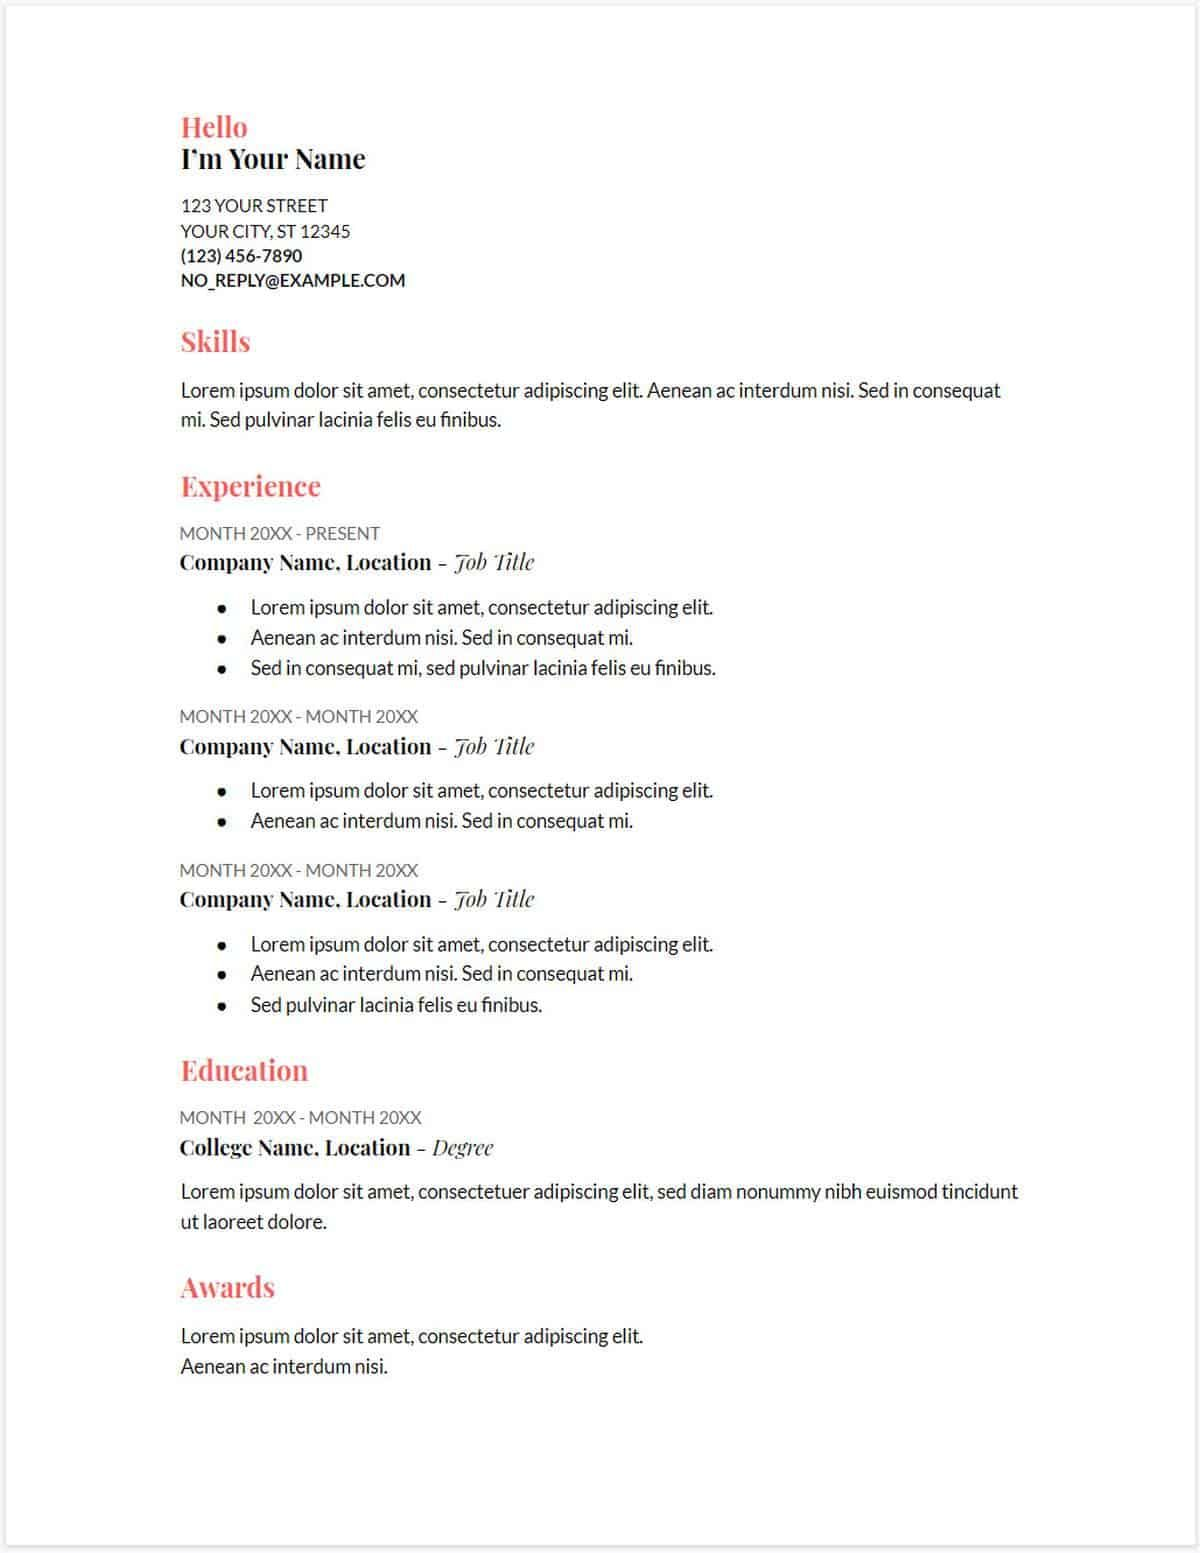 Hello
I'm Your Name
123 YOUR STREET
YOUR CITY, ST 12345
(123) 456-7890
NO_REPLY@EXAMPLE.COM
Skills
Lorem ipsum dolor sit amet, consectetur adipiscing elit. Aenean ac interdum nisi. Sed in consequat
mi. Sed pulvinar lacinia felis eu finibus.
Experience
MONTH 20XX - PRESENT
Company Name, Location - Job Title
● Lorem ipsum dolor sit amet, consectetur adipiscing elit.
● Aenean ac interdum nisi. Sed in consequat mi.
● Sed in consequat mi, sed pulvinar lacinia felis eu finibus.
MONTH 20XX - MONTH 20XX
Company Name, Location - Job Title
● Lorem ipsum dolor sit amet, consectetur adipiscing elit.
● Aenean ac interdum nisi. Sed in consequat mi.
MONTH 20XX - MONTH 20XX
Company Name, Location - Job Title
● Lorem ipsum dolor sit amet, consectetur adipiscing elit.
● Aenean ac interdum nisi. Sed in consequat mi.
● Sed pulvinar lacinia felis eu finibus.
Education
MONTH 20XX - MONTH 20XX
College Name, Location - Degree
Lorem ipsum dolor sit amet, consectetuer adipiscing elit, sed diam nonummy nibh euismod tincidunt
ut laoreet dolore.
Awards
Lorem ipsum dolor sit amet, consectetur adipiscing elit.
Aenean ac interdum nisi.